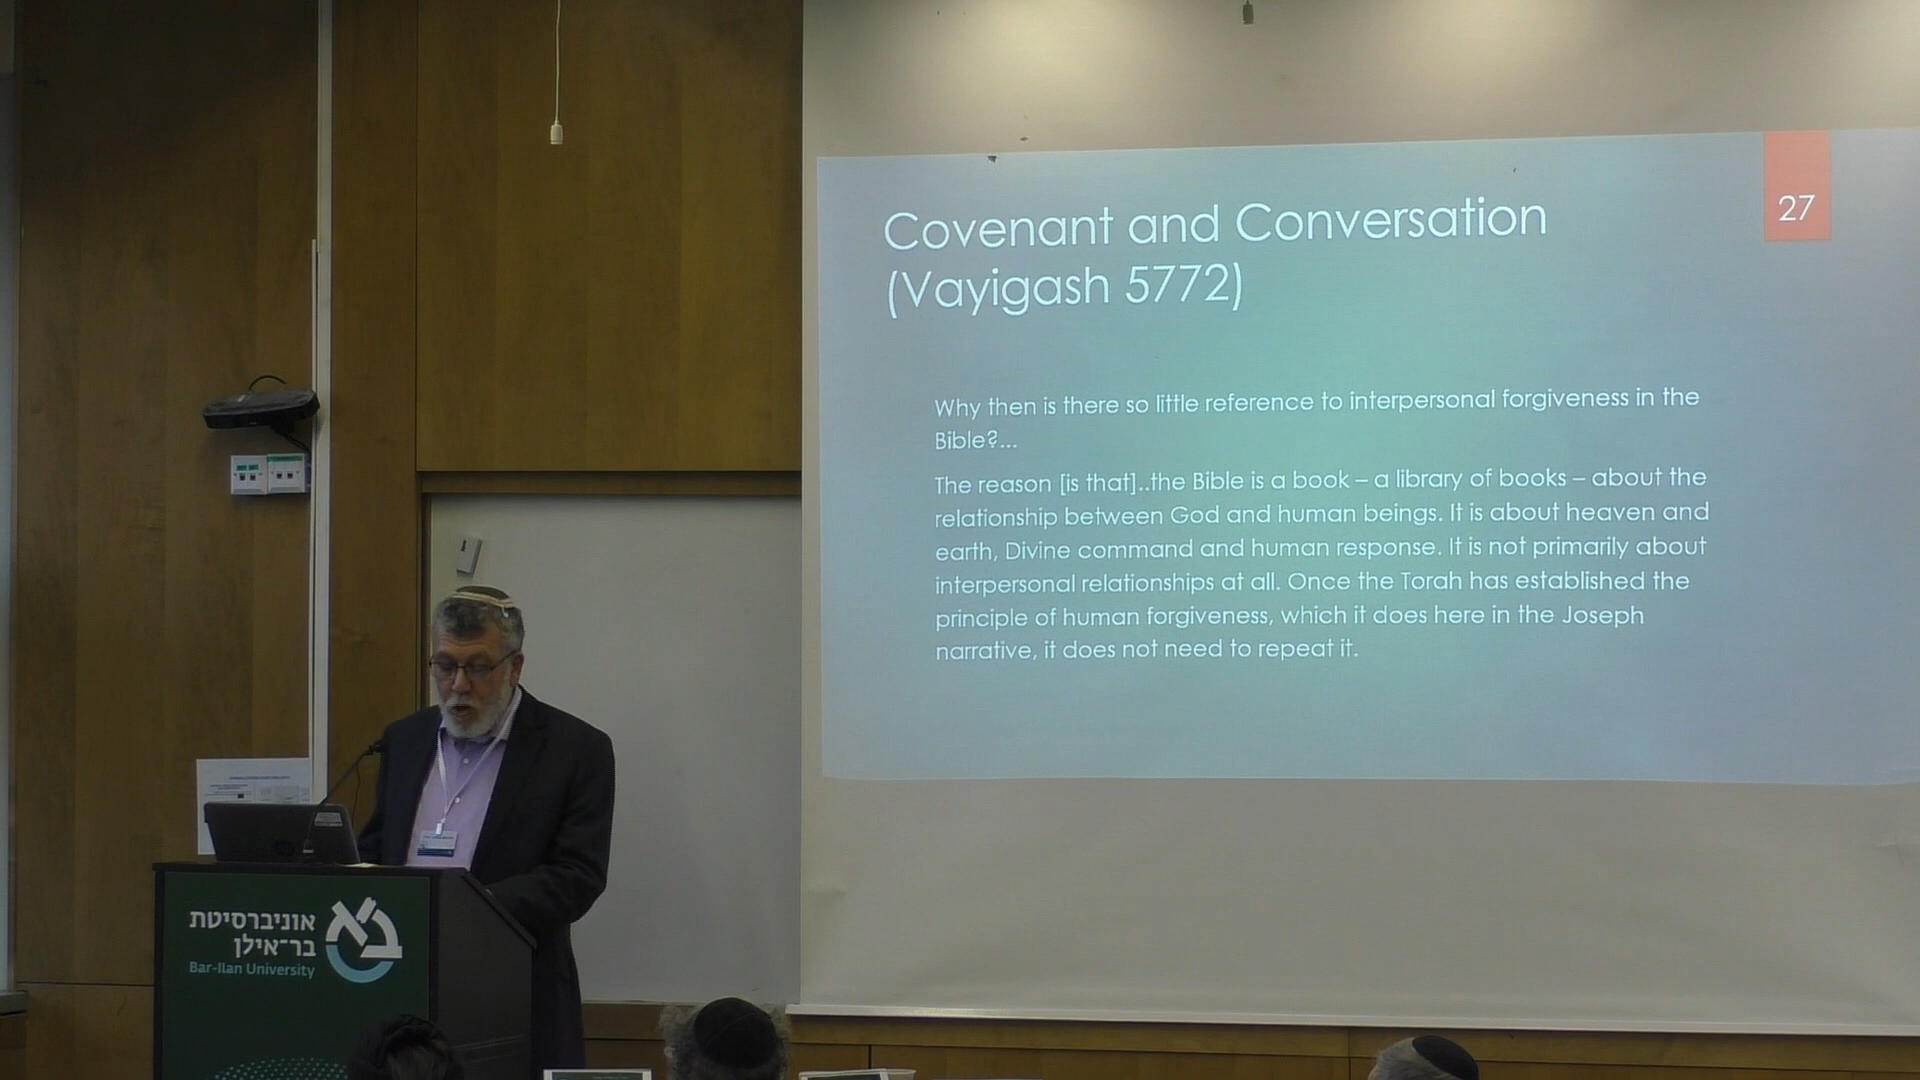 Covenant and Conversation
(Vayigash 5772)
27
Why then is there so little reference to interpersonal forgiveness in the
Bible?...
The reason [is that]..the Bible is a book – a library of books – about the
relationship between God and human beings. It is about heaven and
earth, Divine command and human response. It is not primarily about
interpersonal relationships at all. Once the Torah has established the
principle of human forgiveness, which it does here in the Joseph
narrative, it does not need to repeat it.
אוניברסיטת
בר־אילן
Bar-Ilan University